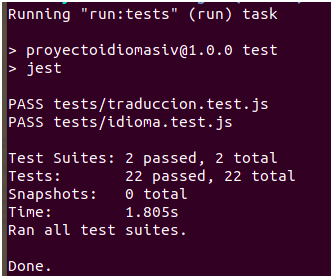 Running "run:tests" (run) task
> proyectoidiomasiv@1.0.0 test
> jest
PASS tests/traduccion.test.js
PASS tests/idioma.test.js
Test Suites: 2 passed, 2 total
Tests:       22 passed, 22 total
Snapshots:   0 total
Time:        1.805s
Ran all test suites.
Done.